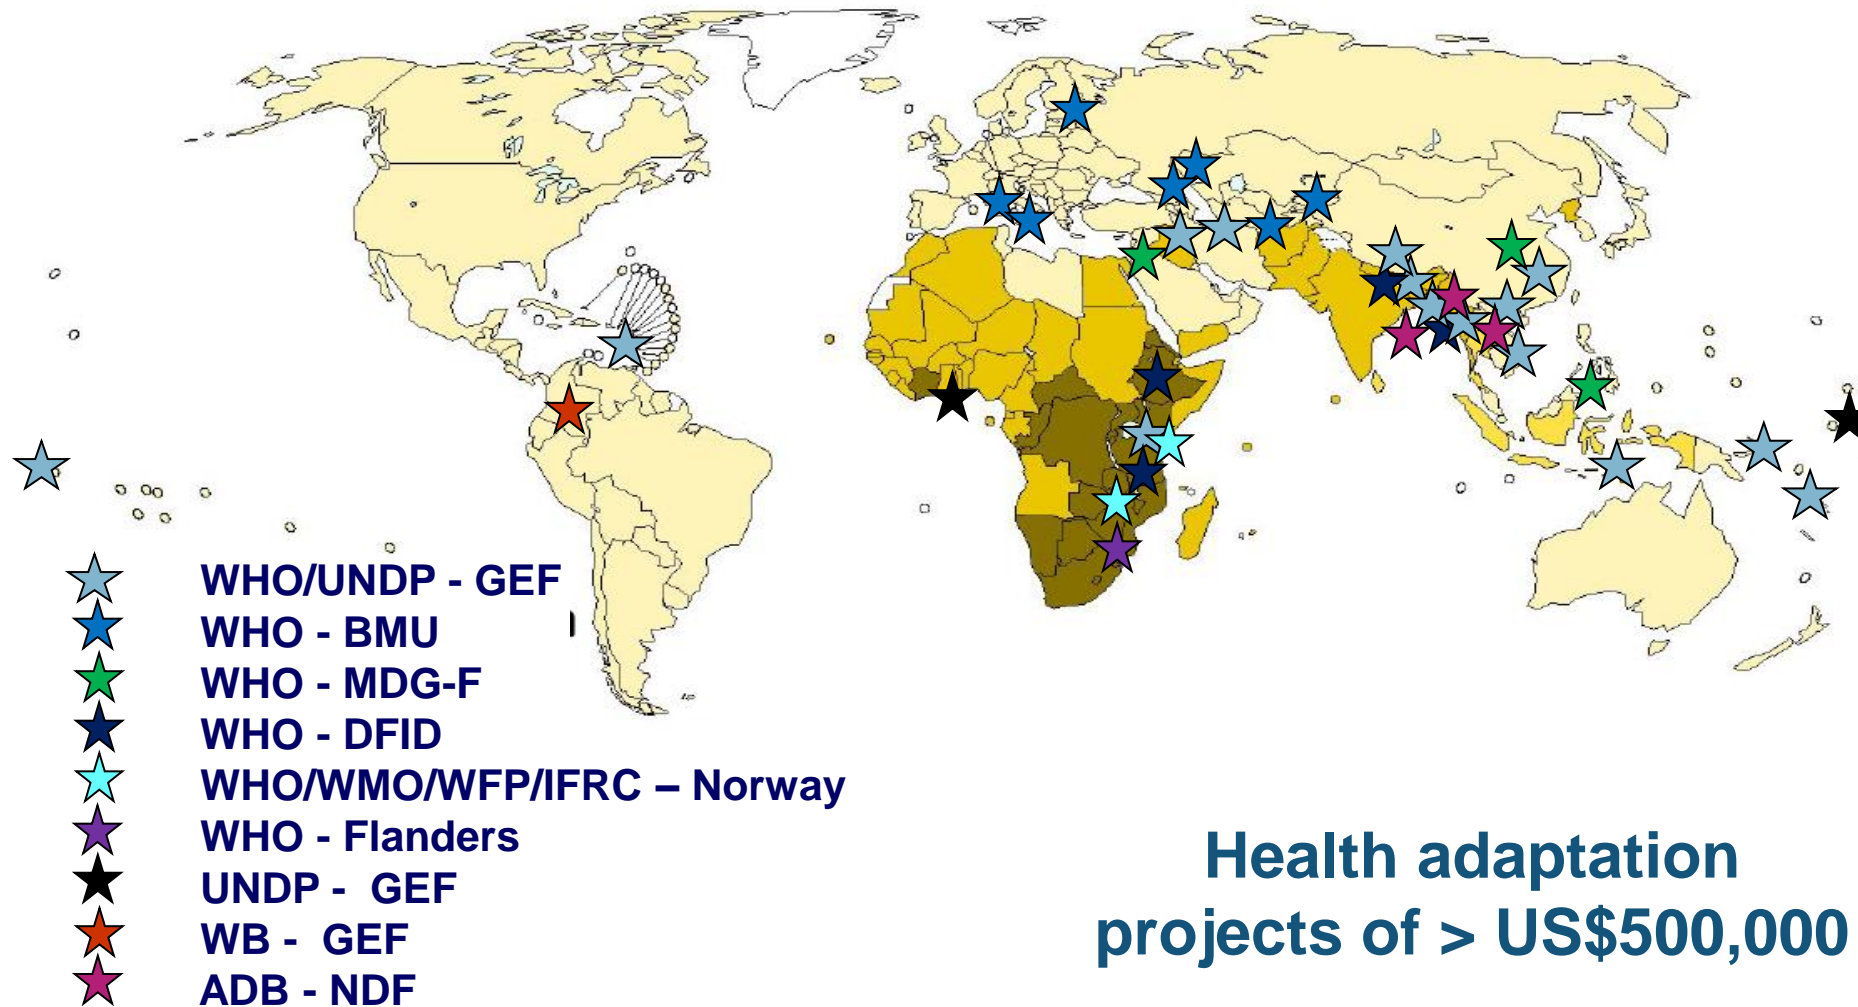 WHO/UNDP - GEF
WHO - BMU
WHO - MDG-F
WHO - DFID
WHO/WMO/WFP/IFRC – Norway
WHO - Flanders
UNDP - GEF
WB - GEF
ADB - NDF
Health adaptation
projects of > US$500,000